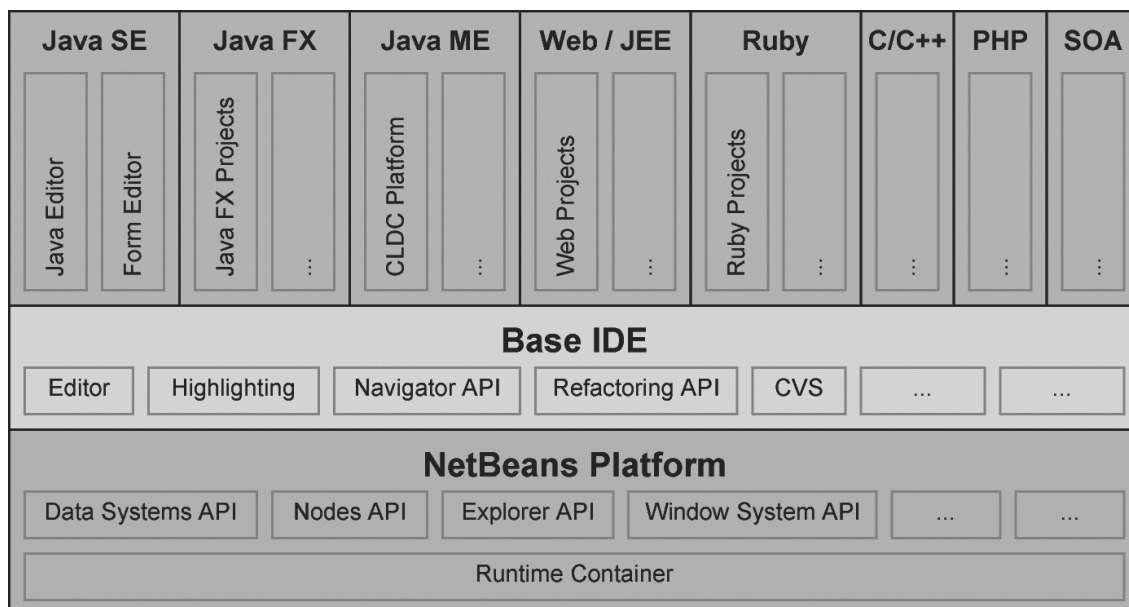 Java SE
Java FX
Java ME
Web / JEE
Ruby
C/C++
PHP
SOA
Java Editor
Form Editor
Java FX Projects
...
CLDC Platform
...
Web Projects
...
Ruby Projects
...
...
...
...
Base IDE
Editor
Highlighting
Navigator API
Refactoring API
CVS
...
...
NetBeans Platform
Data Systems API
Nodes API
Explorer API
Window System API
...
...
Runtime Container